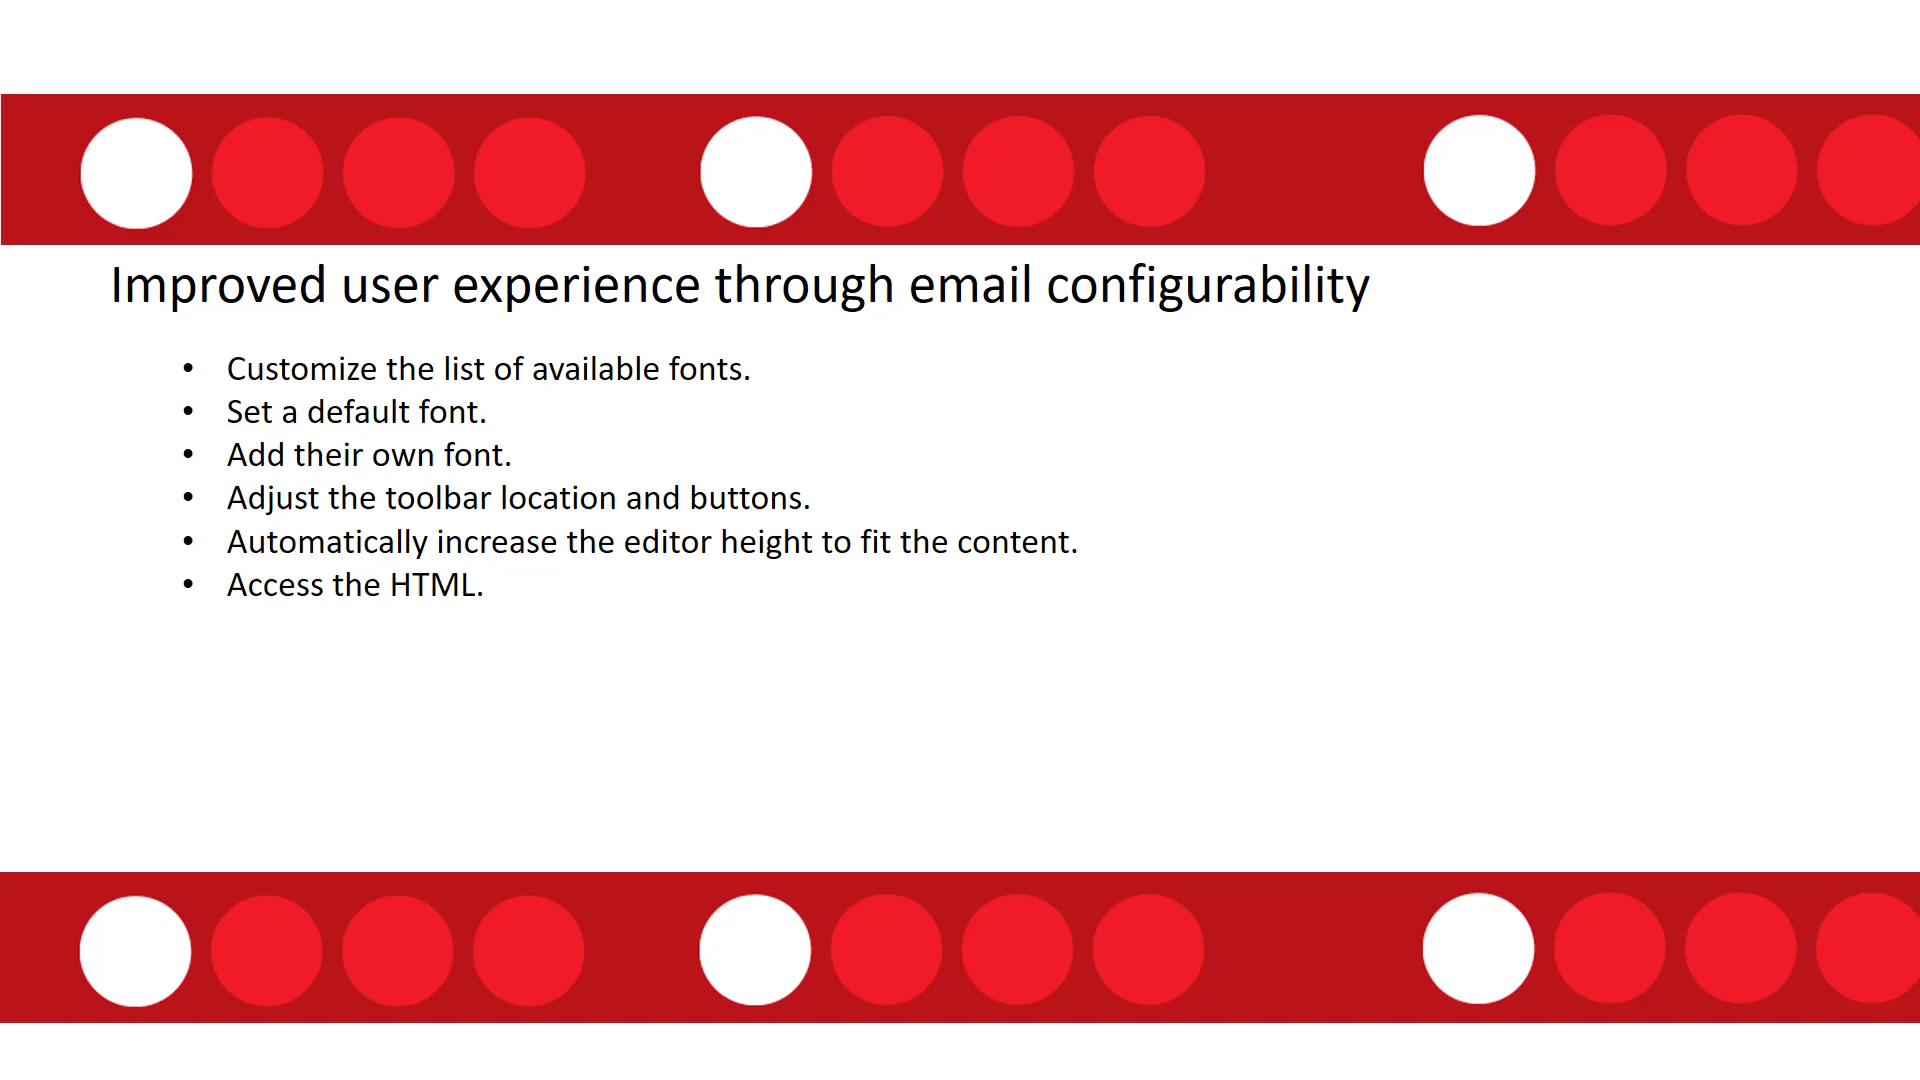 Improved user experience through email configurability
• Customize the list of available fonts.
• Set a default font.
• Add their own font.
• Adjust the toolbar location and buttons.
• Automatically increase the editor height to fit the content.
• Access the HTML.